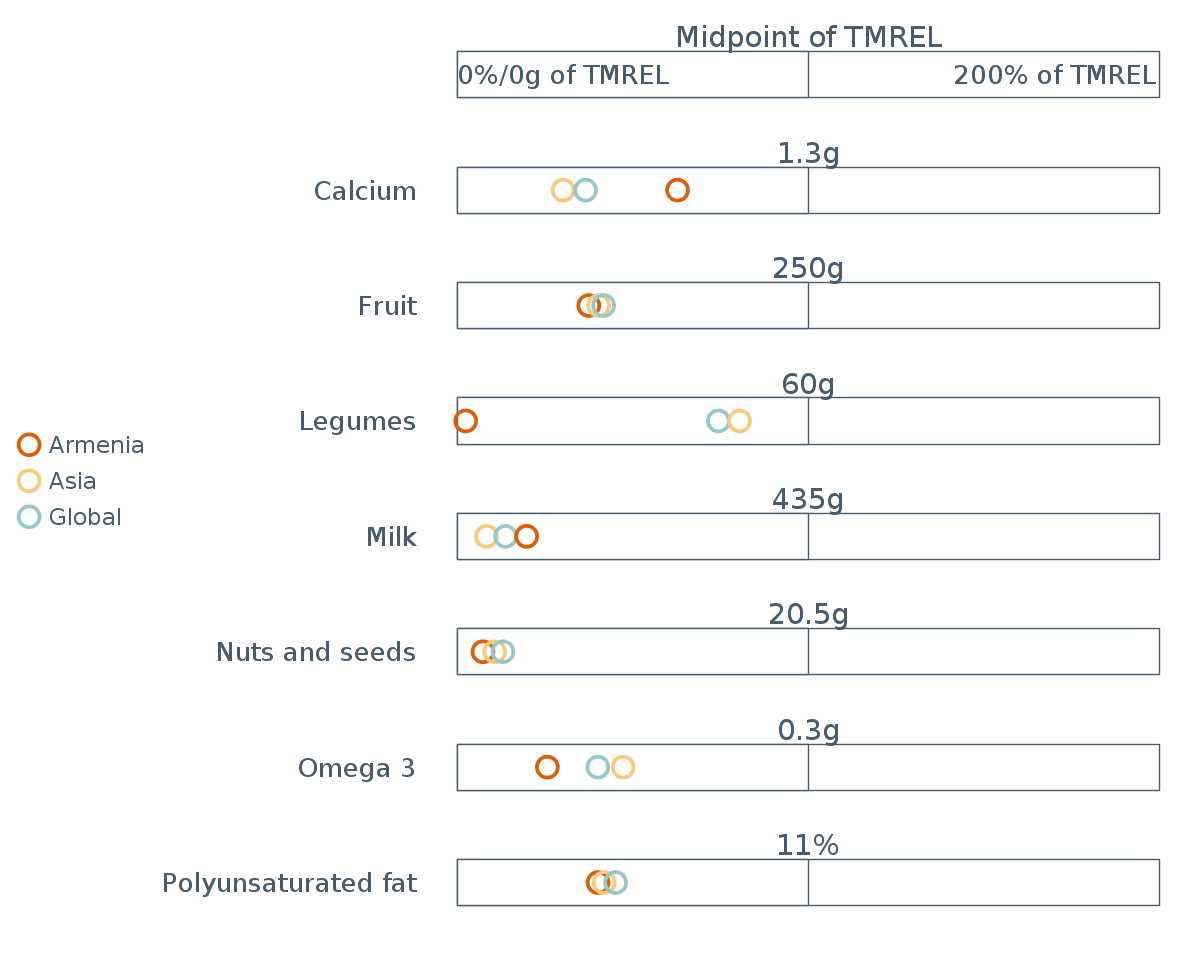 Midpoint of TMREL
0%/0g of TMREL
200% of TMREL
1.3g
Calcium
250g
Fruit
60g
Legumes
Armenia
Asia
Global
435g
Milk
20.5g
Nuts and seeds
0.3g
Omega 3
11%
Polyunsaturated fat